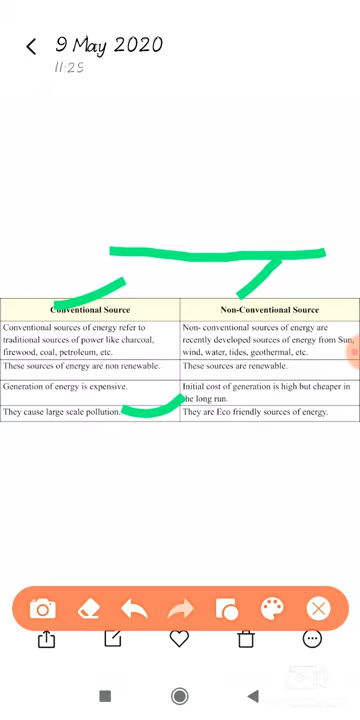 9 May 2020
11:29
Conventional Source
Non-Conventional Source
Conventional sources of energy refer to
traditional sources of power like charcoal,
firewood, coal, petroleum, etc.
Non- conventional sources of energy are
recently developed sources of energy from Sun,
wind, water, tides, geothermal, etc.
These sources of energy are non renewable.
These sources are renewable.
Generation of energy is expensive.
Initial cost of generation is high but cheaper in
the long run.
They cause large scale pollution.
They are Eco friendly sources of energy.